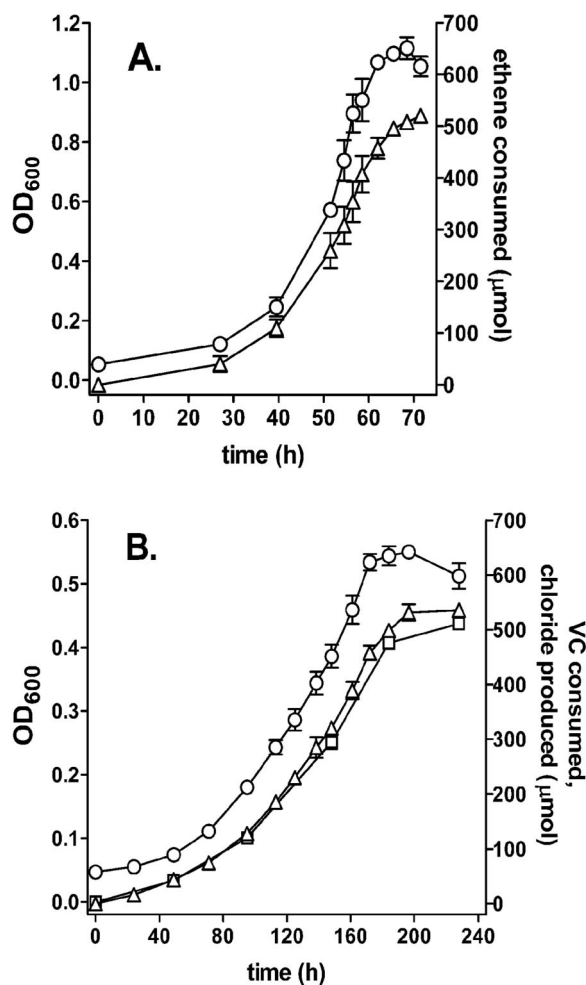 A.
OD600
1.2
1.0
0.8
0.6
0.4
0.2
0.0
700
600
500
400
300
200
100
0
ethene consumed (μmol)
0 10 20 30 40 50 60 70
time (h)
B.
OD600
0.6
0.5
0.4
0.3
0.2
0.1
0.0
700
600
500
400
300
200
100
0
VC consumed,
chloride produced (μmol)
0 40 80 120 160 200 240
time (h)